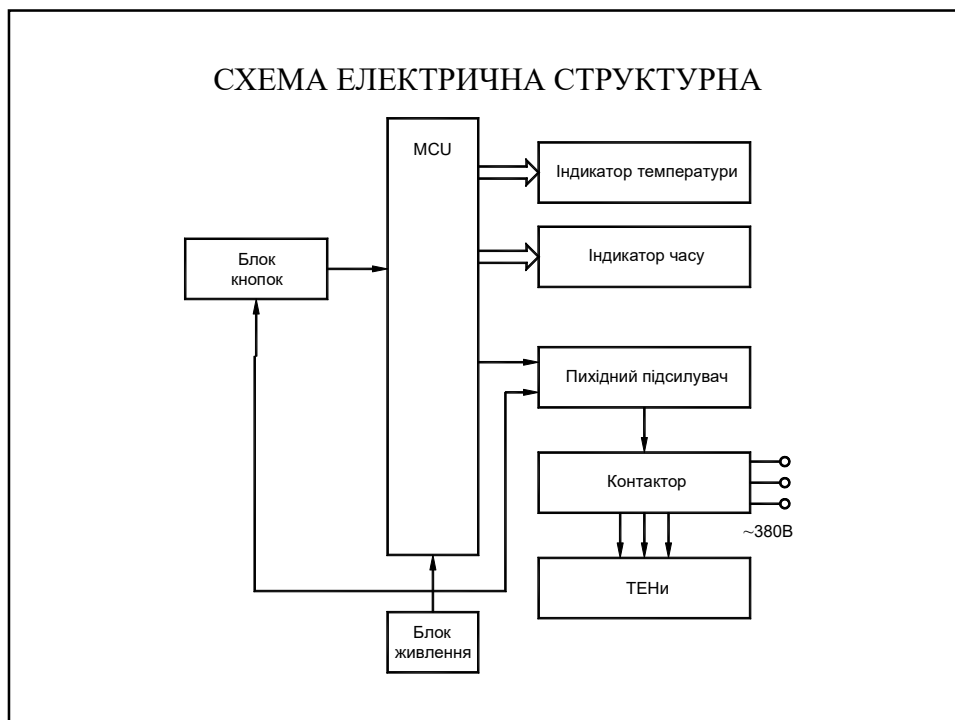 СХЕМА ЕЛЕКТРИЧНА СТРУКТУРНА
MCU
Індикатор температури
Індикатор часу
Блок
кнопок
Пихідний підсилувач
Контактор
~380В
ТЕНи
Блок
живлення